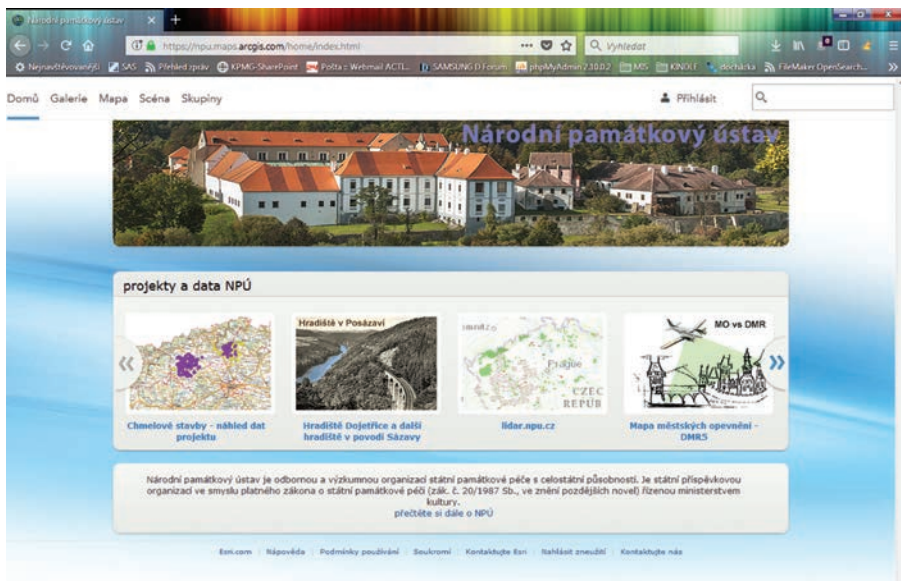 Národní památkový ústav
https://npu.maps.arcgis.com/home/index.html
Vyhledat
Nejnavštěvovanější SAS Přehled zpráv KPMG-SharePoint Pošta :: Webmail ACTI... SAMSUNG D Forum phpMyAdmin 2.10.0.2 MIS KINDLE docházka FileMaker OpenSearch...
Domů Galerie Mapa Scéna Skupiny Přihlásit
Národní památkový ústav
projekty a data NPÚ
Hradiště v Posázaví
MO vs DMR
Prague
CZEC
REPUB
Chmelové stavby - náhled dat
projektu
Hradiště Dojetřice a další
hradiště v povodí Sázavy
lidar.npu.cz
Mapa městských opevnění -
DMR5
Národní památkový ústav je odbornou a výzkumnou organizací státní památkové péče s celostátní působností. Je státní příspěvkovou
organizací ve smyslu platného zákona o státní památkové péči (zák. č. 20/1987 Sb., ve znění pozdějších novel) řízenou ministerstvem
kultury.
přečtěte si dále o NPÚ
Esri.com Nápověda Podmínky používání Soukromí Kontaktujte Esri Nahlásit zneužití Kontaktujte nás